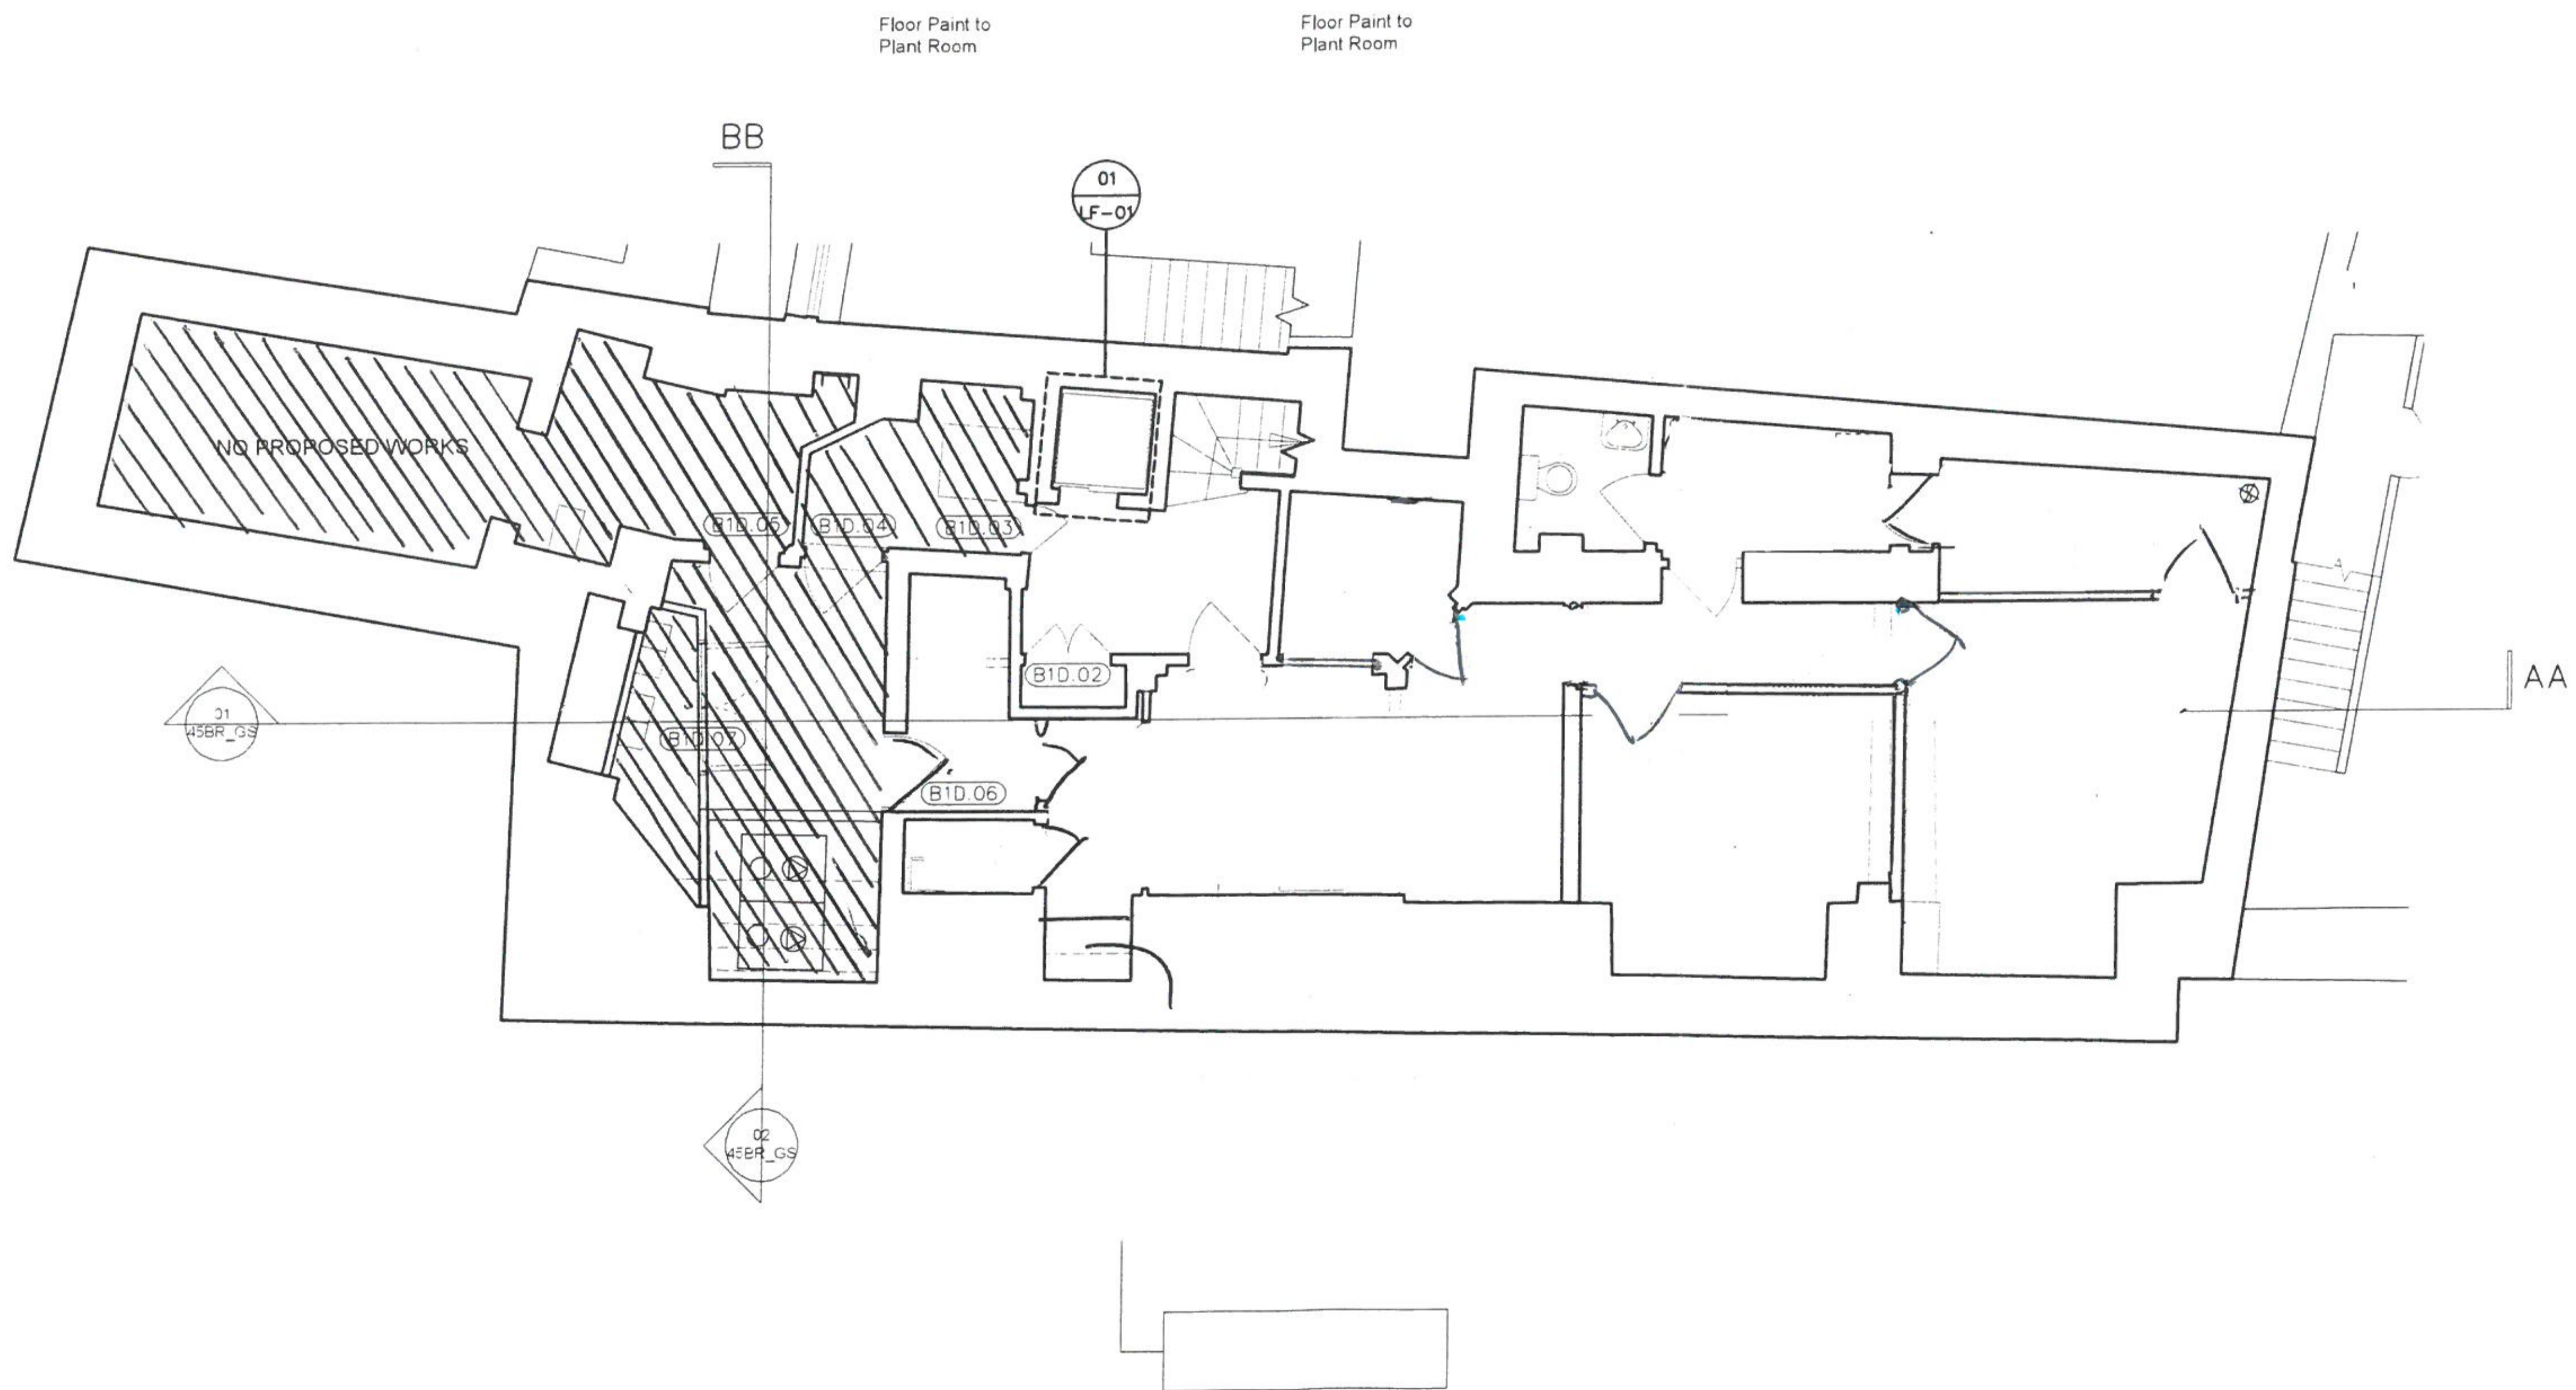 Floor Paint to
Plant Room
Floor Paint to
Plant Room
BB
01
LF-01
NO PROPOSED WORKS
B1D.05
B1D.04
B1D.03
B1D.02
AA
01
45BR_GS
B1D.07
B1D.06
02
45BR_GS